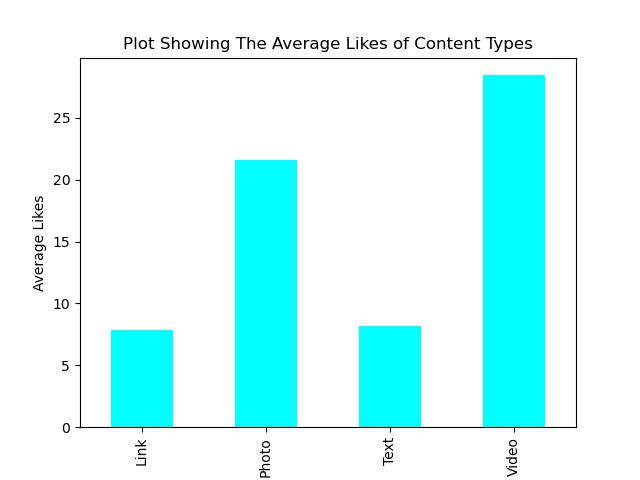 Plot Showing The Average Likes of Content Types
Average Likes
25
20
15
10
5
0
Link
Photo
Text
Video